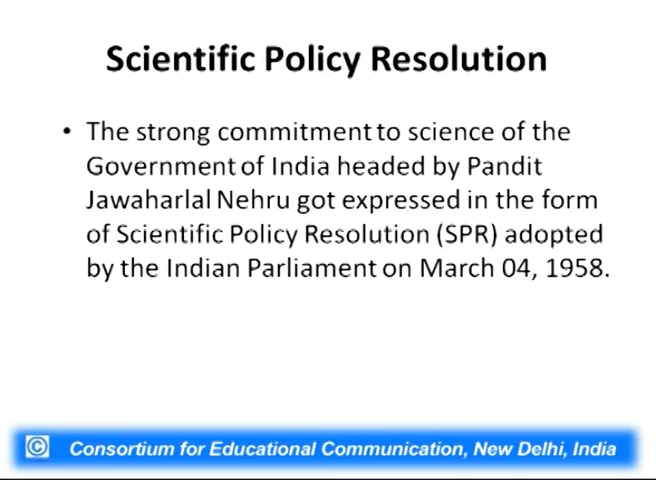 Scientific Policy Resolution
• The strong commitment to science of the
Government of India headed by Pandit
Jawaharlal Nehru got expressed in the form
of Scientific Policy Resolution (SPR) adopted
by the Indian Parliament on March 04, 1958.
© Consortium for Educational Communication, New Delhi, India